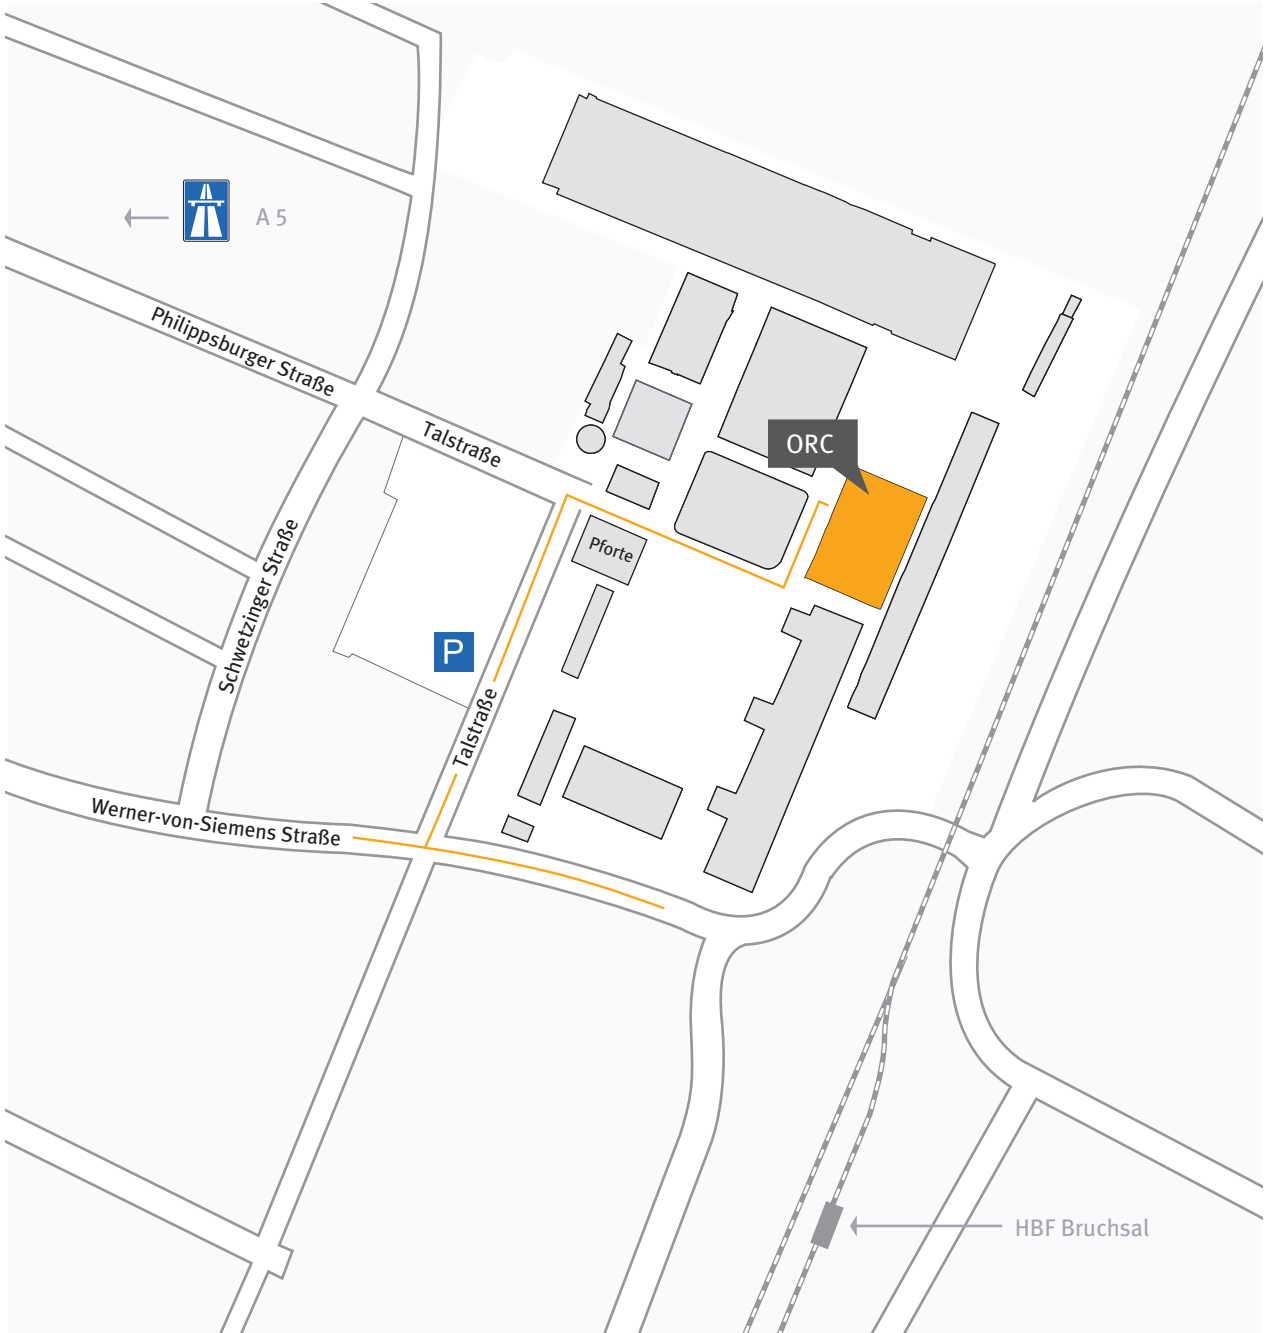 A 5
Philippsburger Straße
Talstraße
ORC
Schwetzinger Straße
Pforte
P
Talstraße
Werner-von-Siemens Straße
HBF Bruchsal